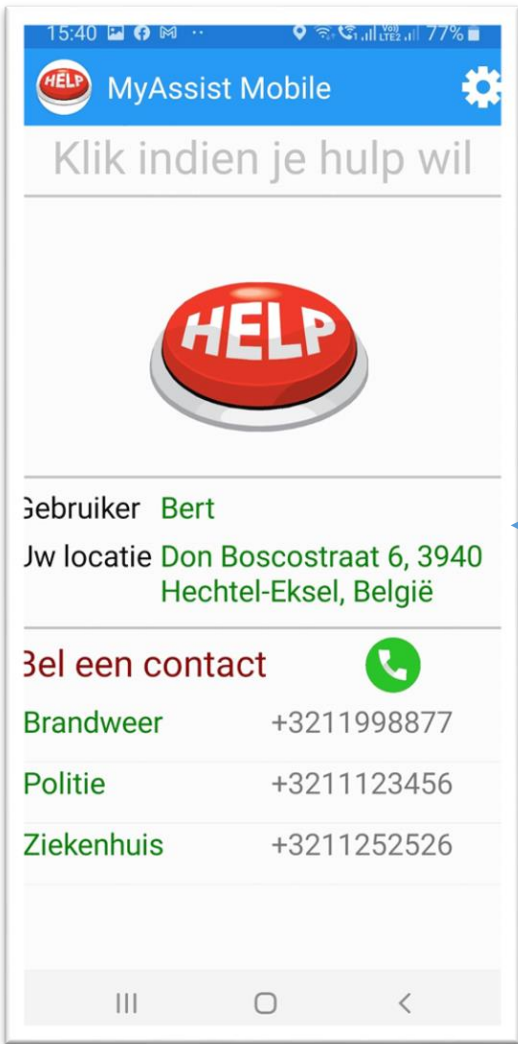 15:40 77%
HELP MyAssist Mobile
Klik indien je hulp wil
HELP
Gebruiker Bert
Uw locatie Don Boscostraat 6, 3940
Hechtel-Eksel, België
Bel een contact
Brandweer +3211998877
Politie +3211123456
Ziekenhuis +3211252526